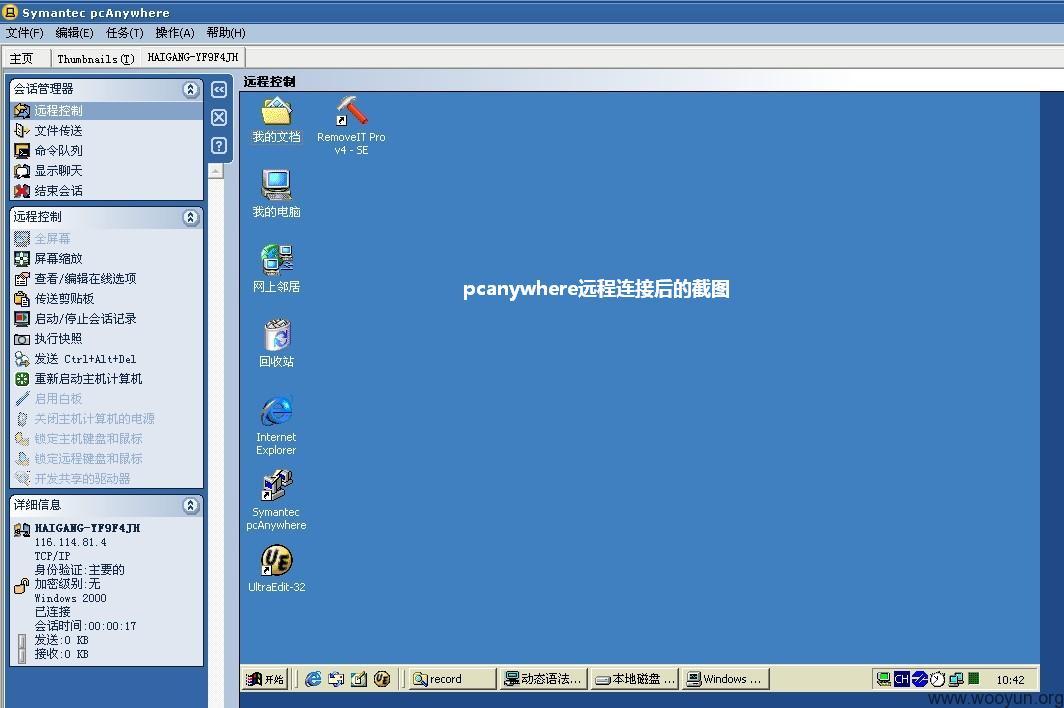 Symantec pcAnywhere
文件(F) 编辑(E) 任务(T) 操作(A) 帮助(H)
主页 Thumbnails(T) HAIGANG-YF9F4JH
会话管理器
远程控制
文件传送
命令队列
显示聊天
结束会话
远程控制
全屏幕
屏幕缩放
查看/编辑在线选项
传送剪贴板
启动/停止会话记录
执行快照
发送 Ctrl+Alt+Del
重新启动主机计算机
启用白板
关闭主机计算机的电源
锁定主机键盘和鼠标
锁定远程键盘和鼠标
开发共享的驱动器
详细信息
HAIGANG-YF9F4JH
116.114.81.4
TCP/IP
身份验证:主要的
加密级别:无
Windows 2000
已连接
会话时间:00:00:17
发送:0 KB
接收:0 KB
远程控制
我的文档
RemoveIT Pro
v4 - SE
我的电脑
网上邻居
pcanywhere远程连接后的截图
回收站
Internet
Explorer
Symantec
pcAnywhere
UltraEdit-32
开始 record 动态语法... 本地磁盘 ... Windows ... CH 10:42
www.wooyun.org